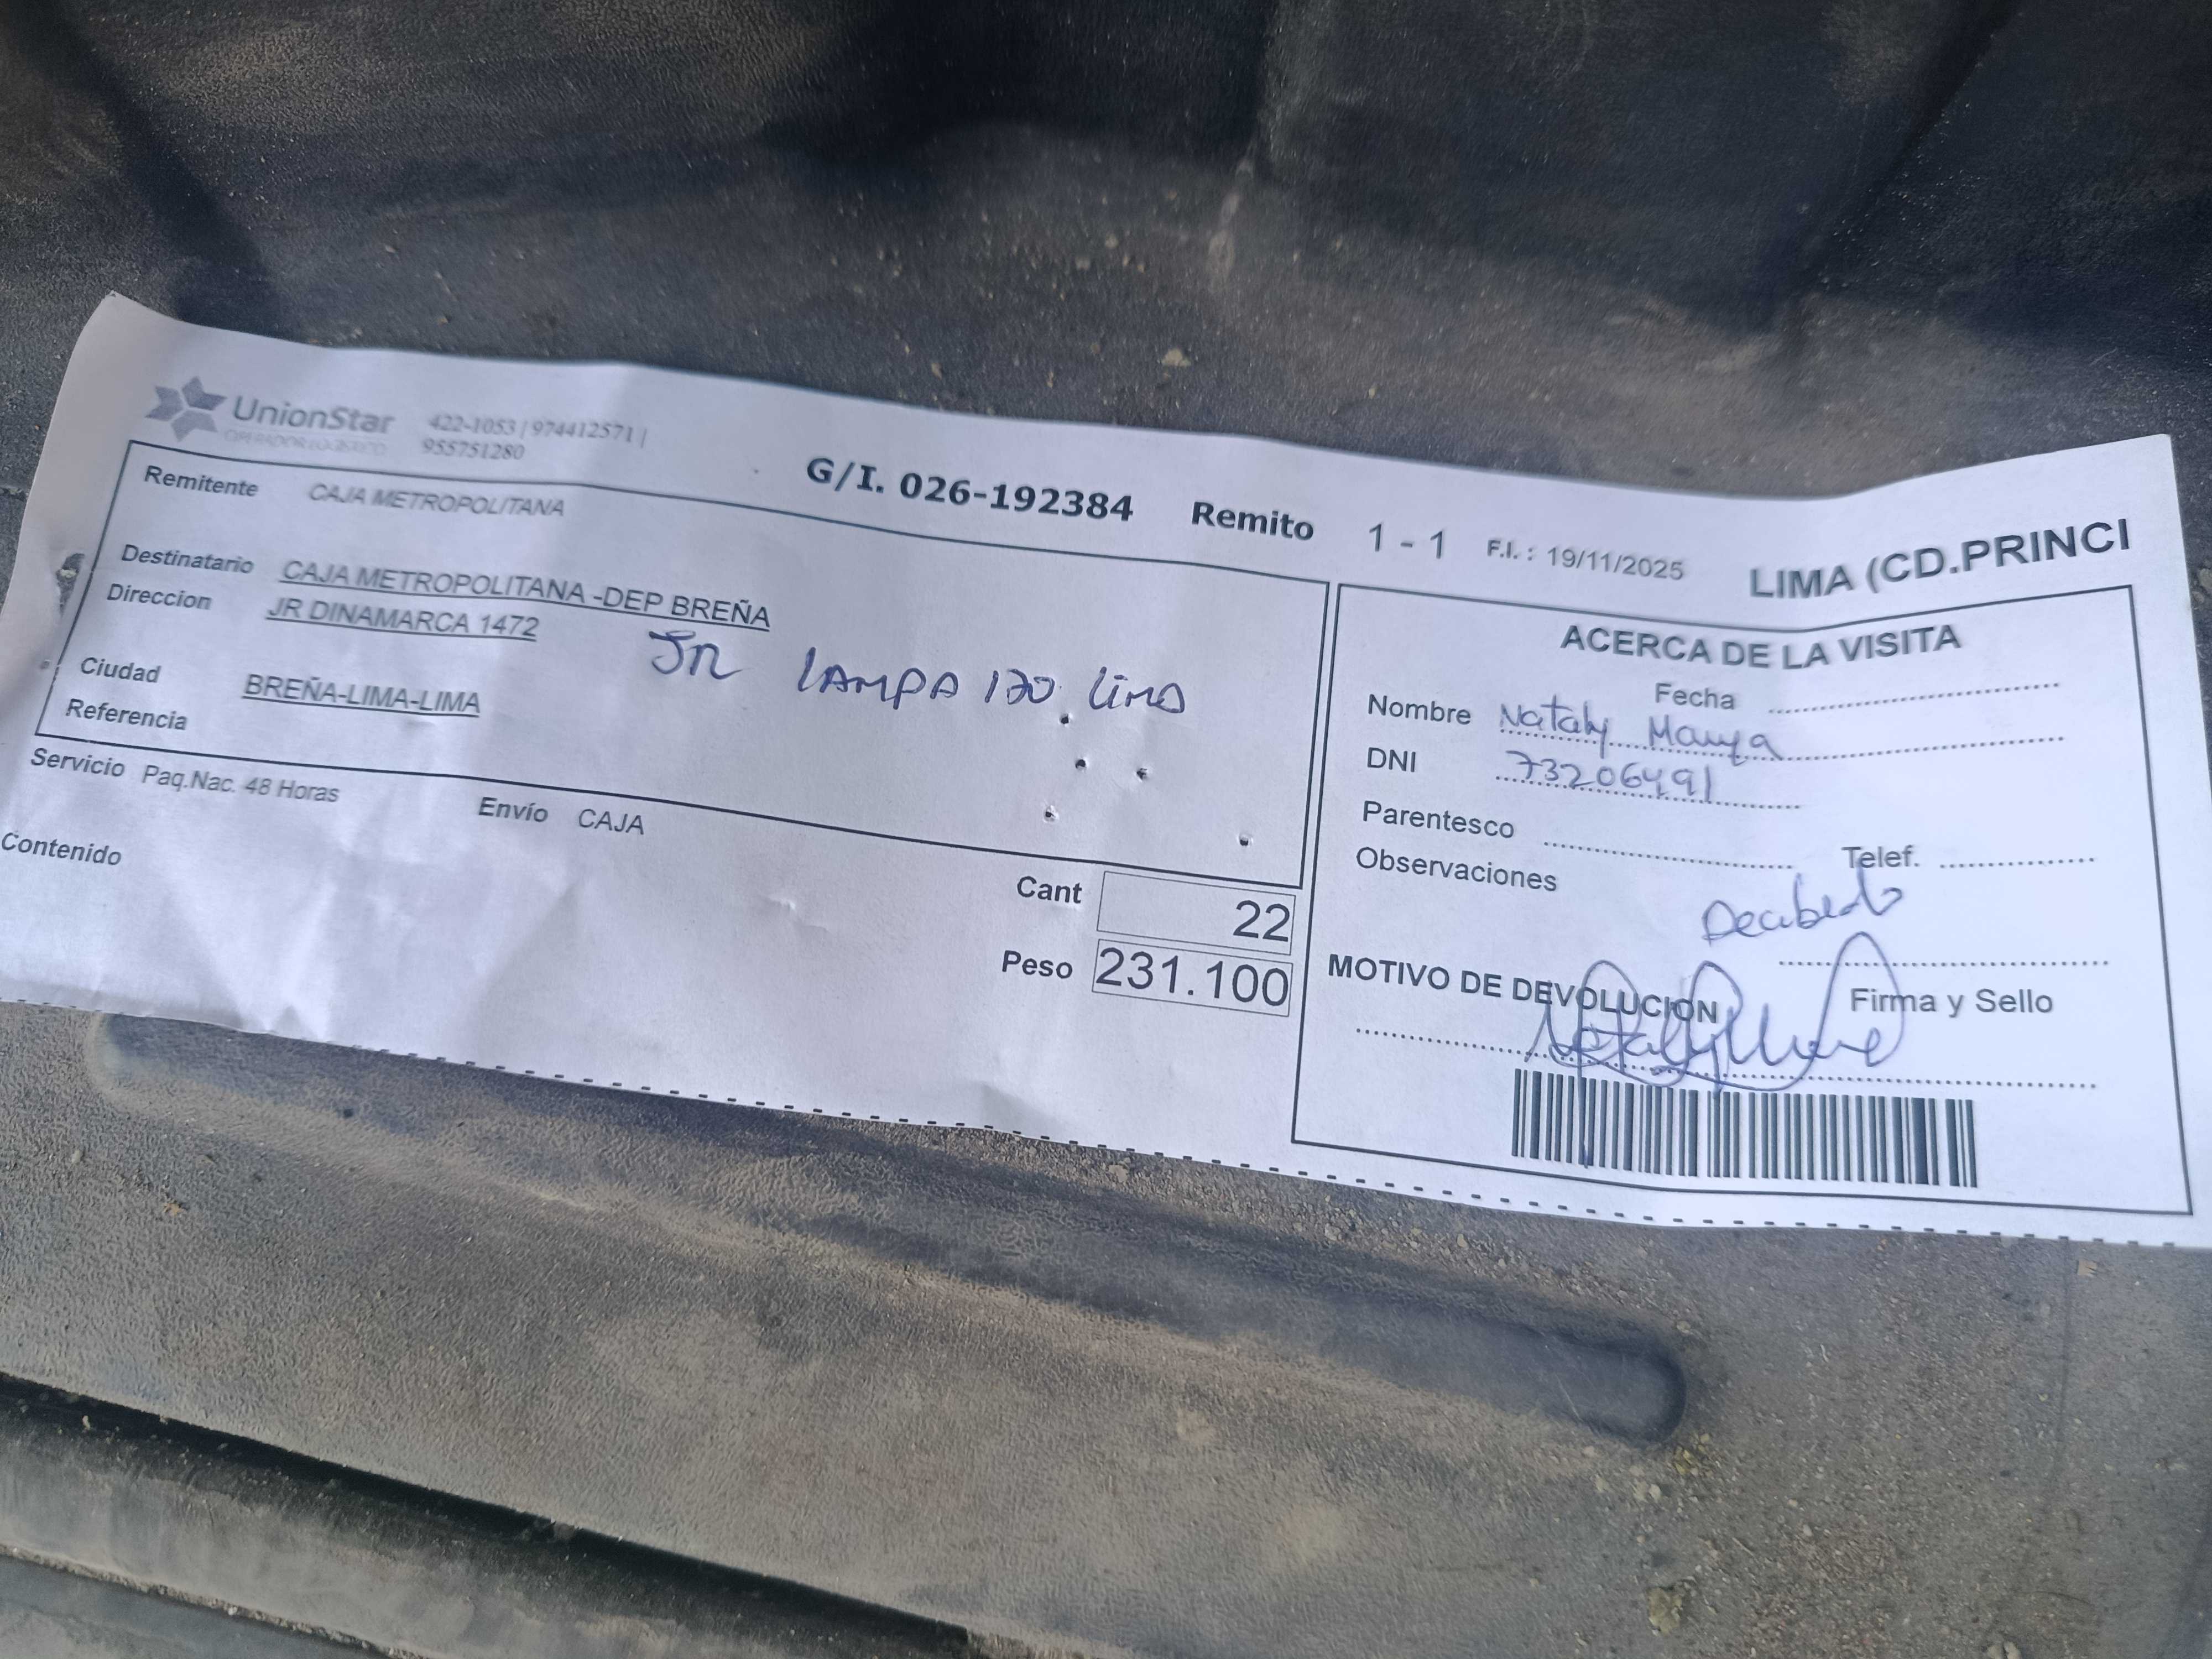 UnionStar 422-1053 | 974412571 |
OPERADOR LOGISTICO 955751280
G/I. 026-192384 Remito 1 - 1 F.I. : 19/11/2025 LIMA (CD.PRINCI
Remitente CAJA METROPOLITANA
Destinatario CAJA METROPOLITANA -DEP BREÑA
Direccion JR DINAMARCA 1472
Jr LAMPA 170 Lima
Ciudad BREÑA-LIMA-LIMA
Referencia
Servicio Paq.Nac. 48 Horas Envío CAJA
Contenido
Cant 22
Peso 231.100
ACERCA DE LA VISITA
Fecha
Nombre Nataly
DNI 73206491
Parentesco Telef.
Observaciones
MOTIVO DE DEVOLUCION Firma y Sello